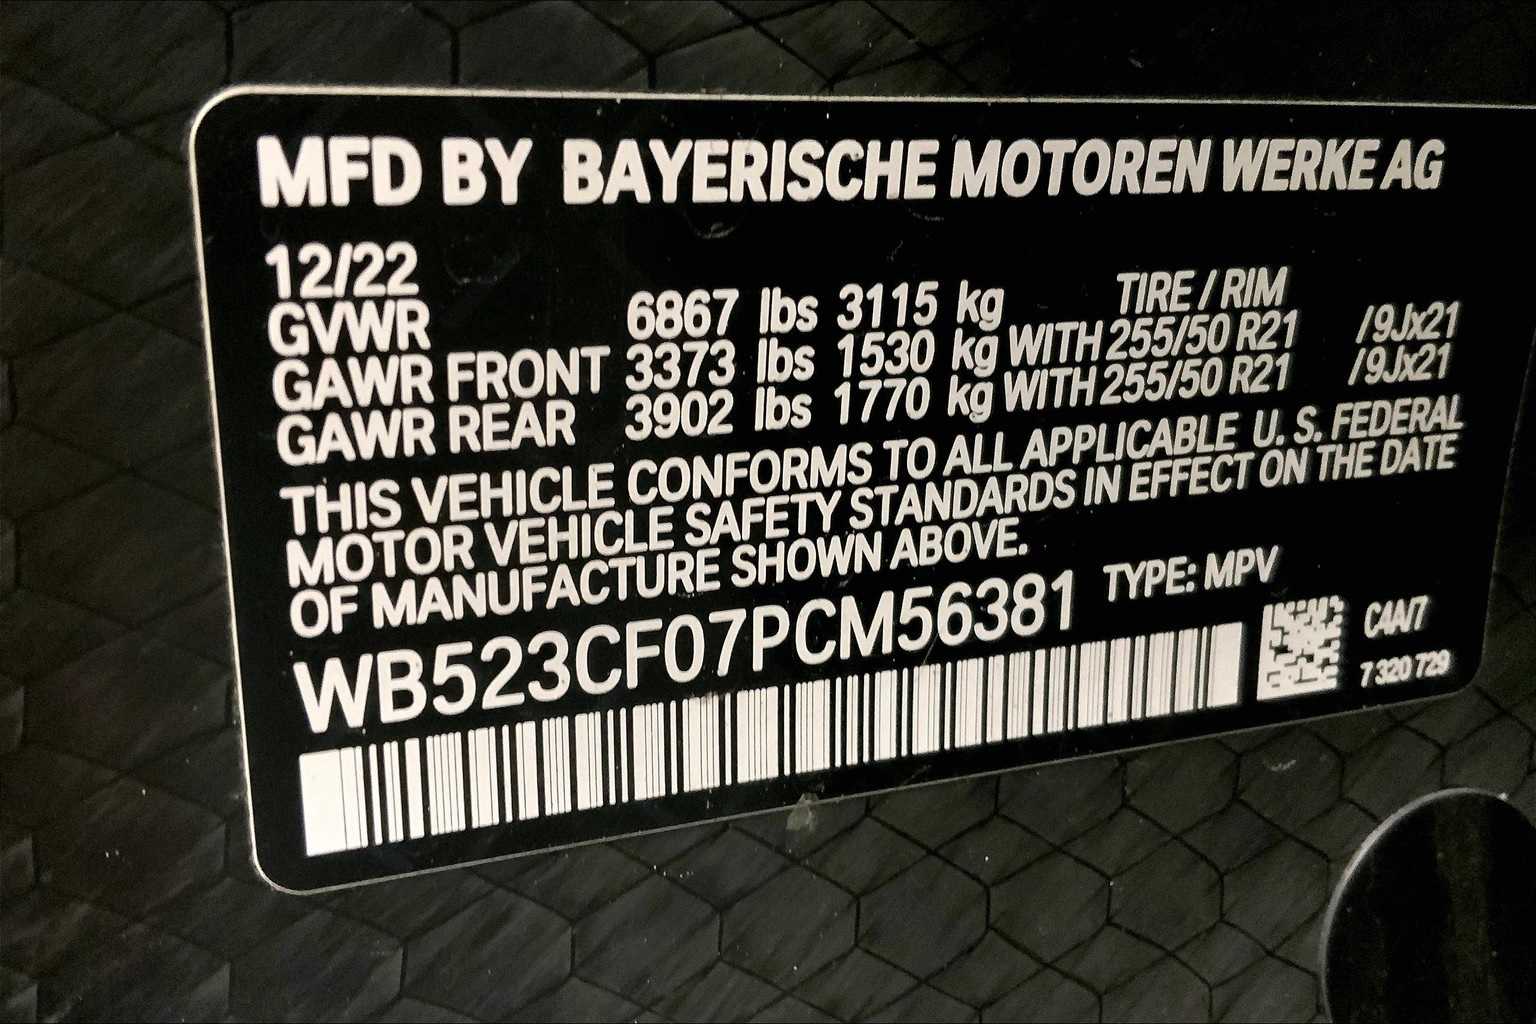 MFD BY BAYERISCHE MOTOREN WERKE AG
12/22
TIRE / RIM
GVWR 6867 lbs 3115 kg
GAWR FRONT 3373 lbs 1530 kg WITH 255/50 R21 /9Jx21
GAWR REAR 3902 lbs 1770 kg WITH 255/50 R21 /9Jx21
THIS VEHICLE CONFORMS TO ALL APPLICABLE U. S. FEDERAL
MOTOR VEHICLE SAFETY STANDARDS IN EFFECT ON THE DATE
OF MANUFACTURE SHOWN ABOVE.
WB523CF07PCM56381 TYPE: MPV
C4A/7
7 320 729